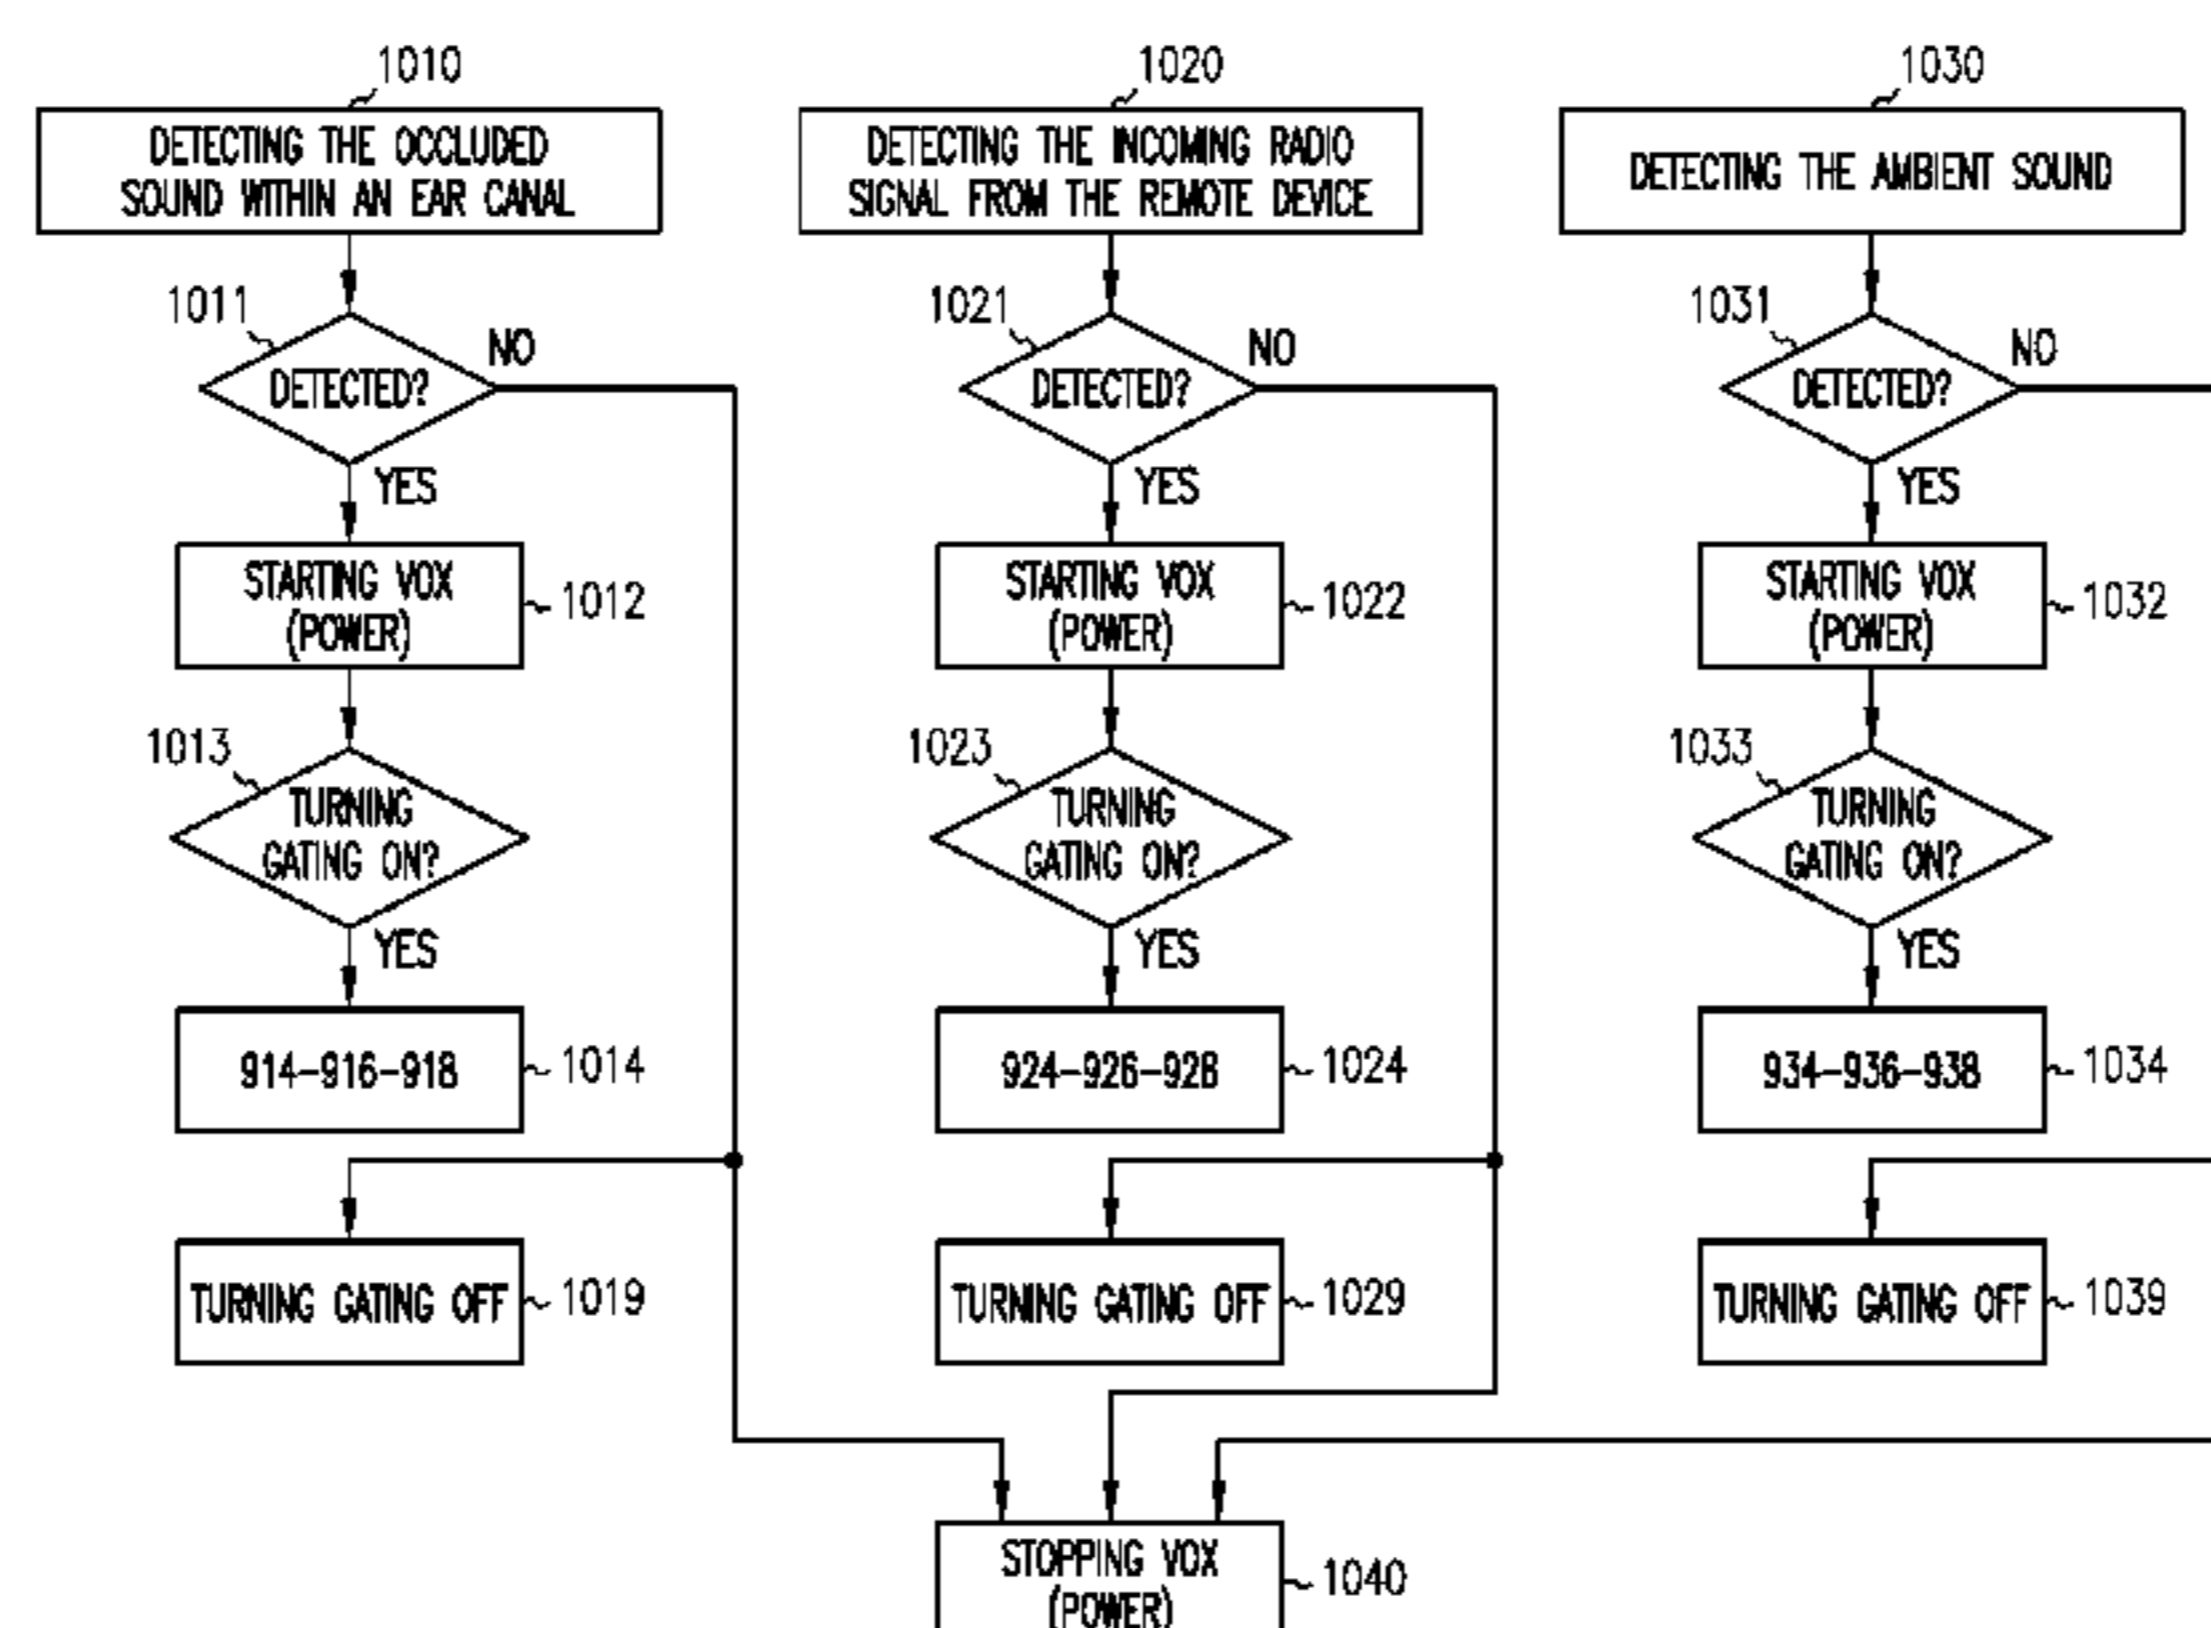 1010
DETECTING THE OCCLUDED
SOUND WITHIN AN EAR CANAL
1011
DETECTED?
NO
YES
STARTING VOX
(POWER)
1012
1013
TURNING
GATING ON?
YES
914-916-918
1014
TURNING GATING OFF
1019
1020
DETECTING THE INCOMING RADIO
SIGNAL FROM THE REMOTE DEVICE
1021
DETECTED?
NO
YES
STARTING VOX
(POWER)
1022
1023
TURNING
GATING ON?
YES
924-926-928
1024
TURNING GATING OFF
1029
1030
DETECTING THE AMBIENT SOUND
1031
DETECTED?
NO
YES
STARTING VOX
(POWER)
1032
1033
TURNING
GATING ON?
YES
934-936-938
1034
TURNING GATING OFF
1039
STOPPING VOX
(POWER)
1040